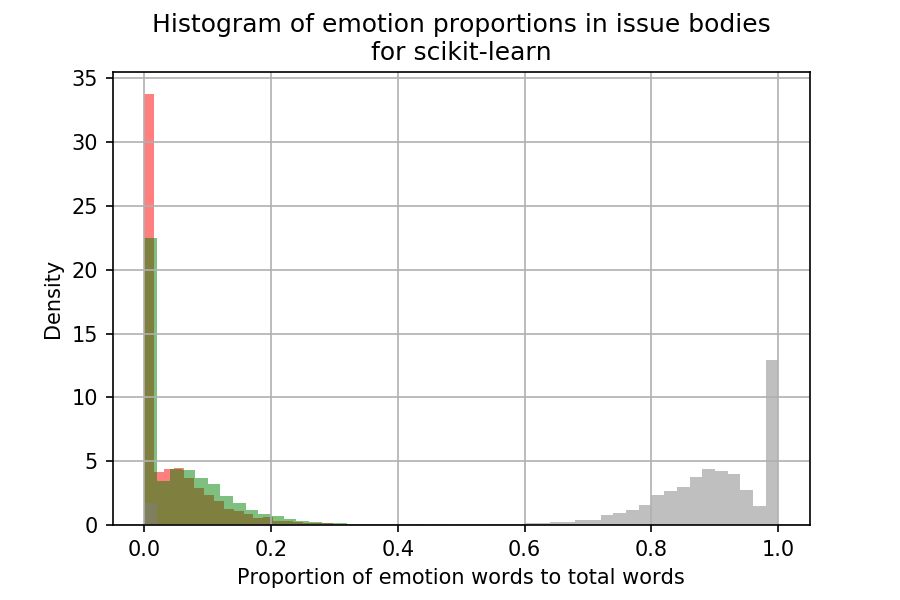 Histogram of emotion proportions in issue bodies
for scikit-learn
35
30
25
20
15
10
5
0
Density
0.0 0.2 0.4 0.6 0.8 1.0
Proportion of emotion words to total words